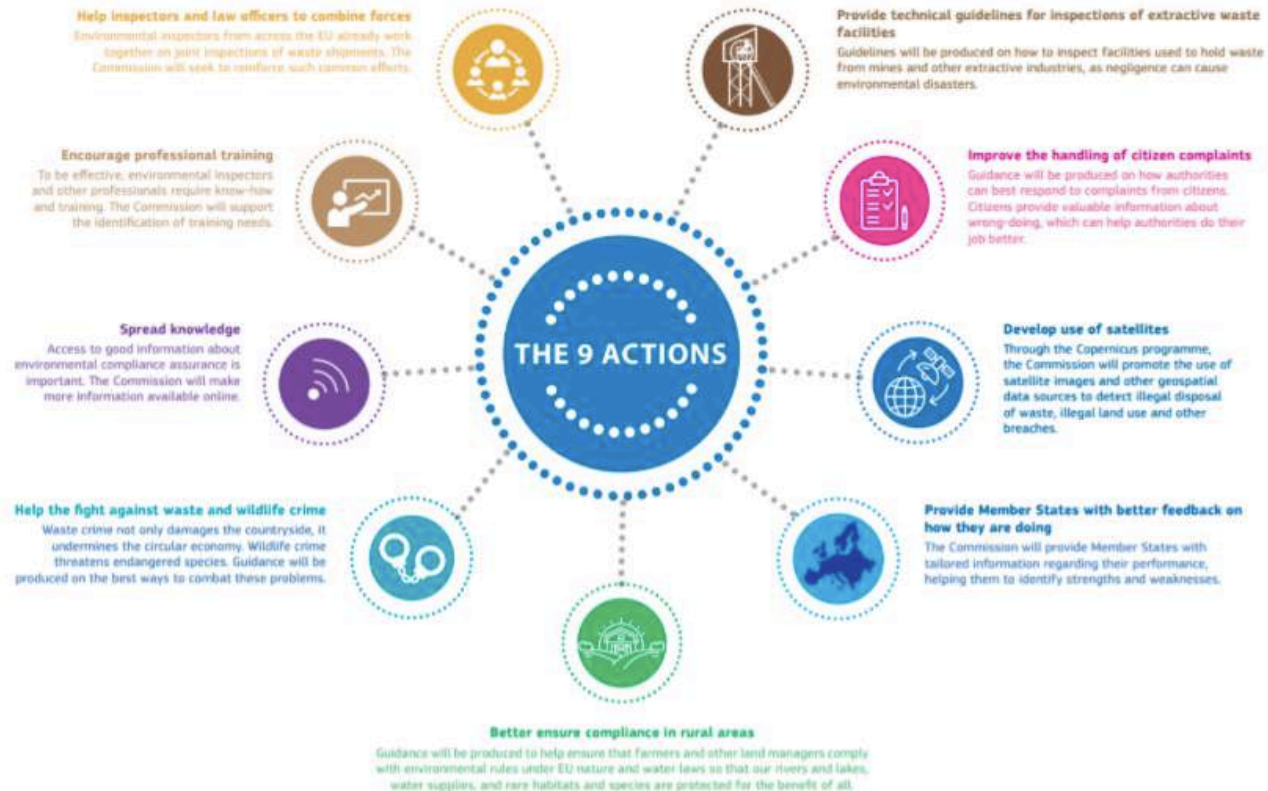 Help inspectors and law officers to combine forces
Environmental inspectors from across the EU already work
together on joint inspections of waste shipments. The
Commission will seek to reinforce such common efforts.
Provide technical guidelines for inspections of extractive waste
facilities
Guidelines will be produced on how to inspect facilities used to hold waste
from mines and other extractive industries, as negligence can cause
environmental disasters.
Encourage professional training
To be effective, environmental inspectors
and other professionals require know-how
and training. The Commission will support
the identification of training needs.
Improve the handling of citizen complaints
Guidance will be produced on how authorities
can best respond to complaints from citizens.
Citizens provide valuable information about
wrong-doing, which can help authorities do their
job better.
Spread knowledge
Access to good information about
environmental compliance assurance is
important. The Commission will make
more information available online.
THE 9 ACTIONS
Develop use of satellites
Through the Copernicus programme,
the Commission will promote the use of
satellite images and other geospatial
data sources to detect illegal disposal
of waste, illegal land use and other
breaches.
Help the fight against waste and wildlife crime
Waste crime not only damages the countryside, it
undermines the circular economy. Wildlife crime
threatens endangered species. Guidance will be
produced on the best ways to combat these problems.
Provide Member States with better feedback on
how they are doing
The Commission will provide Member States with
tailored information regarding their performance,
helping them to identify strengths and weaknesses.
Better ensure compliance in rural areas
Guidance will be produced to help ensure that farmers and other land managers comply
with environmental rules under EU nature and water laws so that our rivers and lakes,
water supplies, and rare habitats and species are protected for the benefit of all.